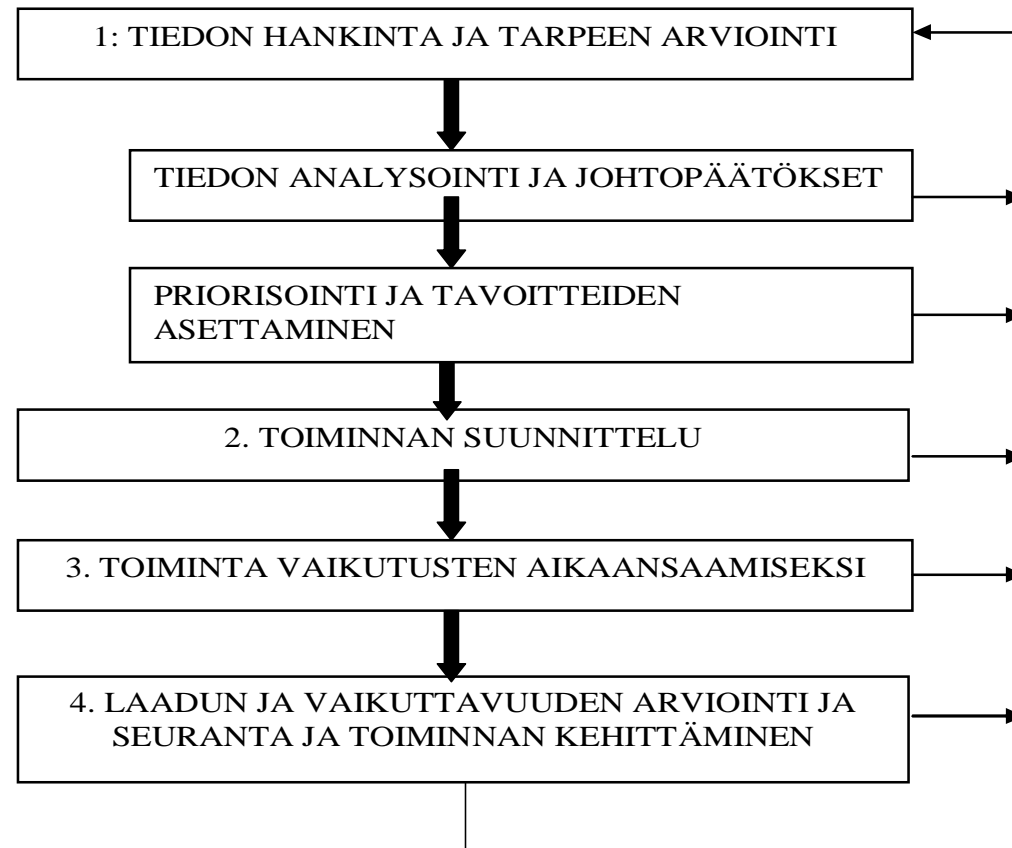 1: TIEDON HANKINTA JA TARPEEN ARVIOINTI
TIEDON ANALYSOINTI JA JOHTOPÄÄTÖKSET
PRIORISOINTI JA TAVOITTEIDEN
ASETTAMINEN
2. TOIMINNAN SUUNNITTELU
3. TOIMINTA VAIKUTUSTEN AIKAANSAAMISEKSI
4. LAADUN JA VAIKUTTAVUUDEN ARVIOINTI JA
SEURANTA JA TOIMINNAN KEHITTÄMINEN